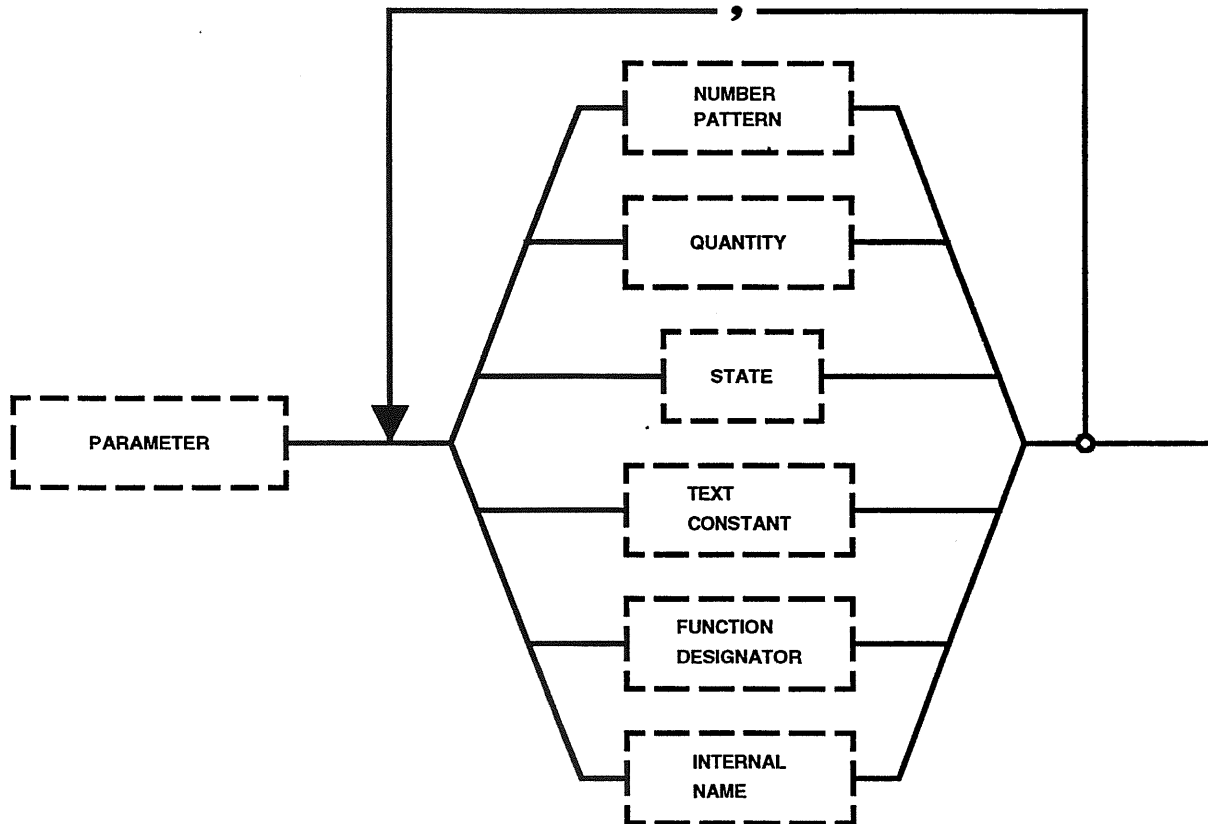 ,
NUMBER
PATTERN
QUANTITY
STATE
PARAMETER
TEXT
CONSTANT
FUNCTION
DESIGNATOR
INTERNAL
NAME